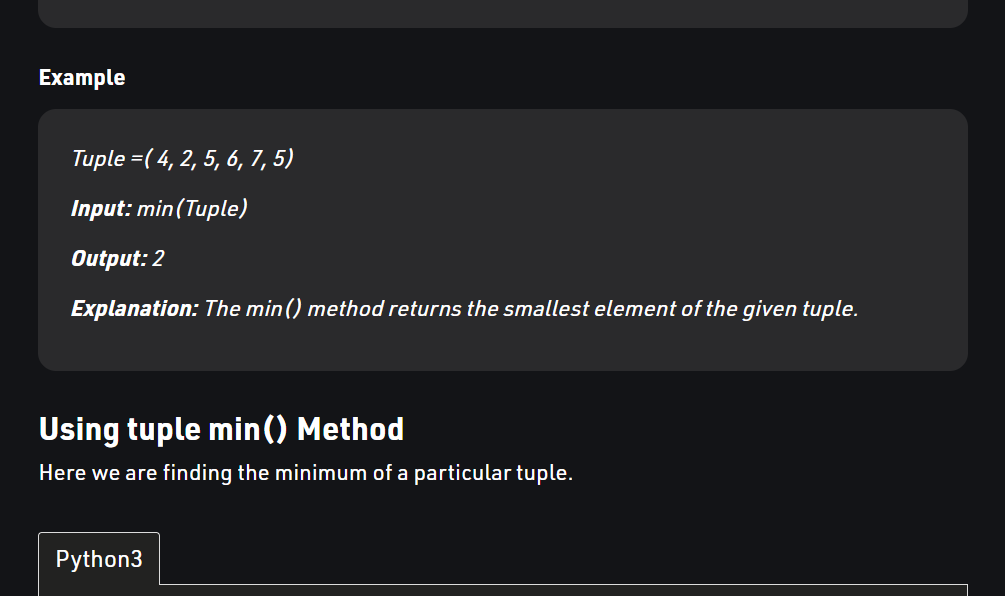 Example
Tuple =( 4, 2, 5, 6, 7, 5)
Input: min(Tuple)
Output: 2
Explanation: The min() method returns the smallest element of the given tuple.
Using tuple min() Method
Here we are finding the minimum of a particular tuple.
Python3